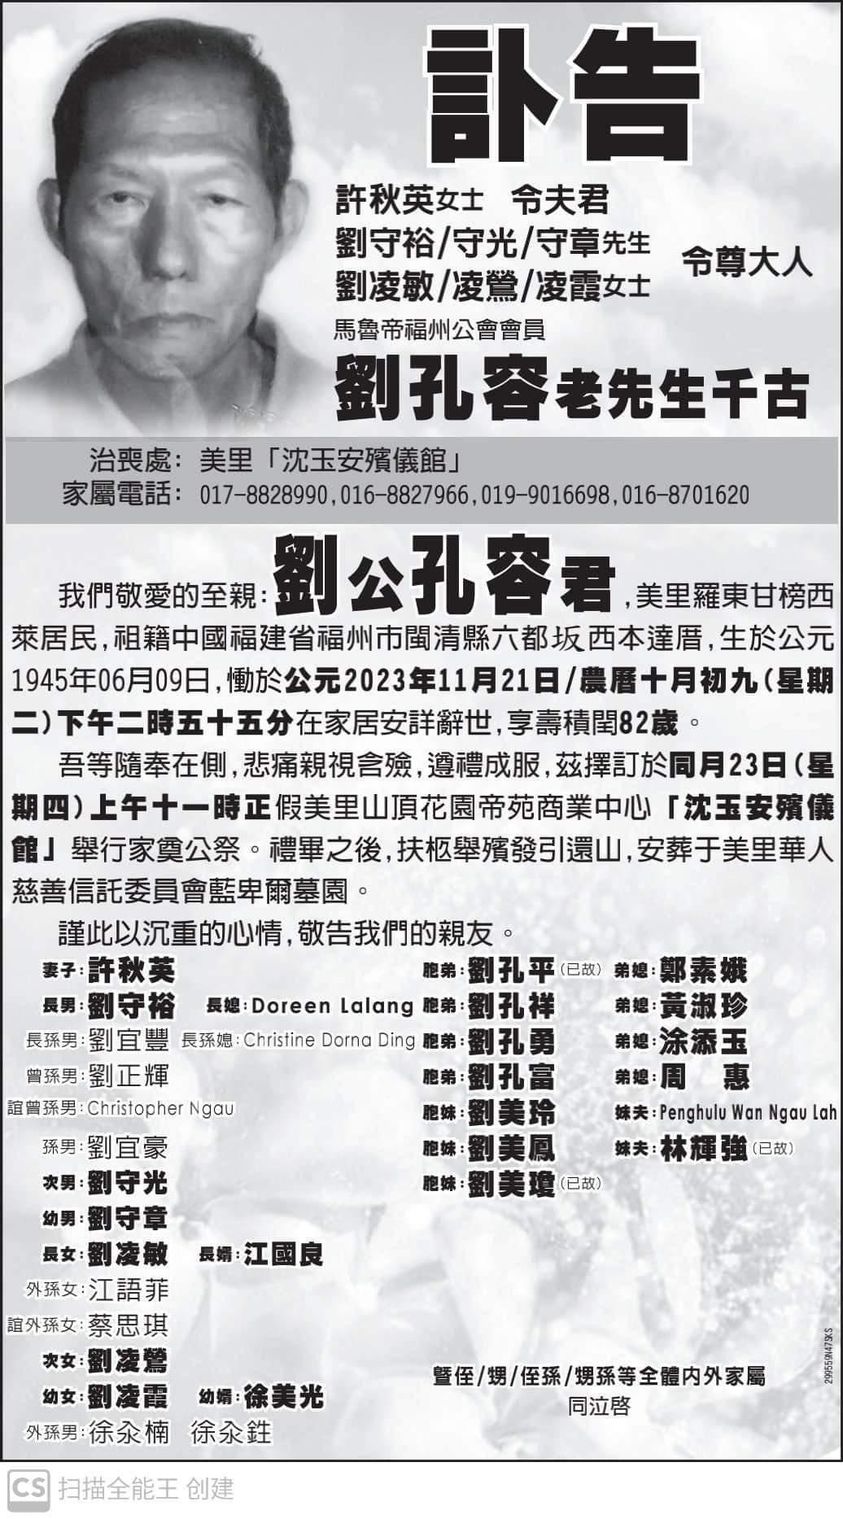 訃告
許秋英女士 令夫君
劉守裕/守光/守章先生
劉凌敏/凌鶯/凌霞女士
令尊大人
馬魯帝福州公會會員
劉孔容老先生千古
治喪處：美里「沈玉安殯儀館」
家屬電話：017-8828990,016-8827966,019-9016698,016-8701620
我們敬愛的至親：劉公孔容君，美里羅東甘榜西
萊居民，祖籍中國福建省福州市閩清縣六都坂西本達厝，生於公元
1945年06月09日，慟於公元2023年11月21日/農曆十月初九（星期
二）下午二時五十五分在家居安詳辭世，享壽積閏82歲。
吾等隨奉在側，悲痛親視含殮，遵禮成服，茲擇訂於同月23日（星
期四）上午十一時正假美里山頂花園帝苑商業中心「沈玉安殯儀
館」舉行家奠公祭。禮畢之後，扶柩舉殯發引還山，安葬于美里華人
慈善信託委員會藍卑爾墓園。
謹此以沉重的心情，敬告我們的親友。
妻子：許秋英
長男：劉守裕 長媳：Doreen Lalang
長孫男：劉宜豐 長孫媳：Christine Dorna Ding
曾孫男：劉正輝
誼曾孫男：Christopher Ngau
孫男：劉宜豪
次男：劉守光
幼男：劉守章
長女：劉凌敏 長婿：江國良
外孫女：江語菲
誼外孫女：蔡思琪
次女：劉凌鶯
幼女：劉凌霞 幼婿：徐美光
外孫男：徐汆楠 徐汆鉎
胞弟：劉孔平（已故） 弟媳：鄭素娥
胞弟：劉孔祥 弟媳：黃淑珍
胞弟：劉孔勇 弟媳：涂添玉
胞弟：劉孔富 弟媳：周 惠
胞妹：劉美玲 妹夫：Penghulu Wan Ngau Lah
胞妹：劉美鳳 妹夫：林輝強（已故）
胞妹：劉美瓊（已故）
暨侄/甥/侄孫/甥孫等全體內外家屬
同泣啓
299559N47SKS
CS 扫描全能王 创建